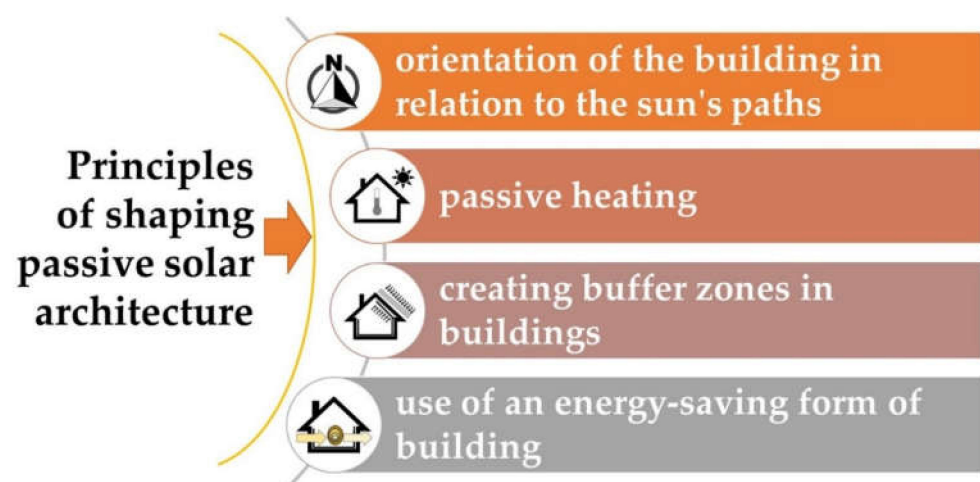 Principles
of shaping
passive solar
architecture
N
orientation of the building in
relation to the sun's paths
passive heating
creating buffer zones in
buildings
use of an energy-saving form of
building